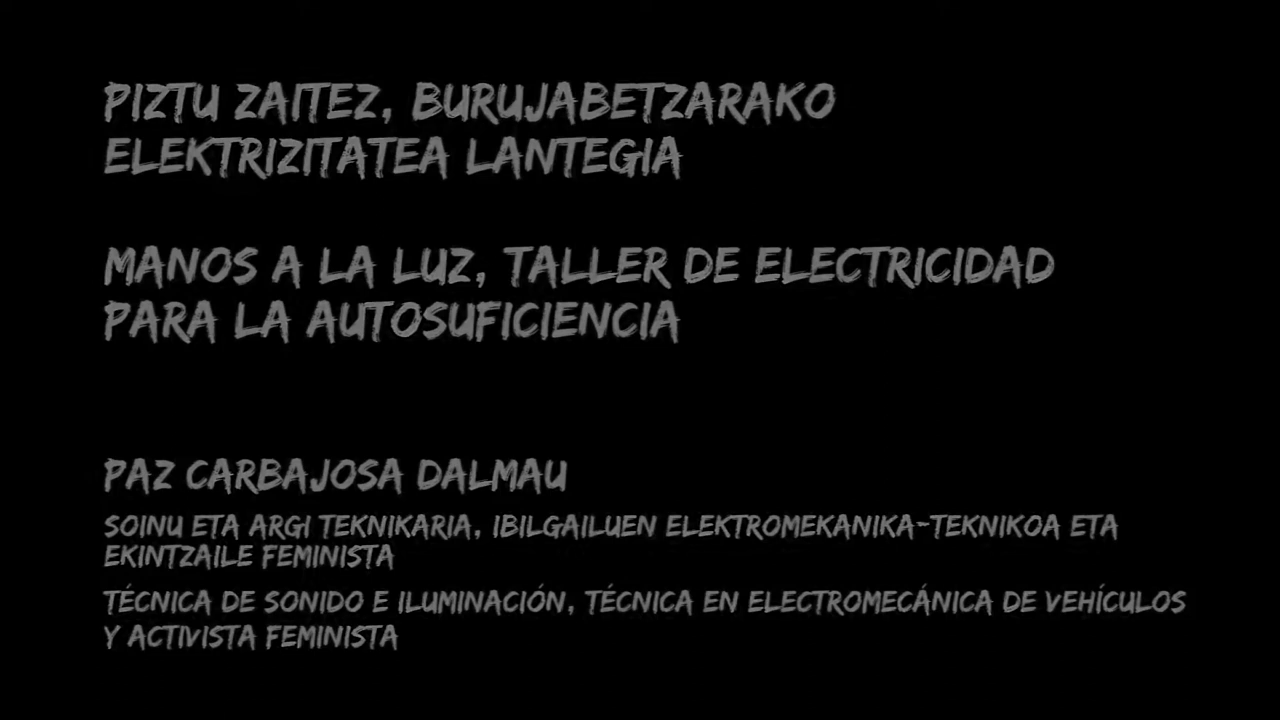 PIZTU ZAITEZ, BURUJABETZARAKO
ELEKTRIZITATEA LANTEGIA
MANOS A LA LUZ, TALLER DE ELECTRICIDAD
PARA LA AUTOSUFICIENCIA
PAZ CARBAJOSA DALMAU
SOINU ETA ARGI TEKNIKARIA, IBILGAILUEN ELEKTROMEKANIKA-TEKNIKOA ETA
EKINTZAILE FEMINISTA
TÉCNICA DE SONIDO E ILUMINACIÓN, TÉCNICA EN ELECTROMECÁNICA DE VEHÍCULOS
Y ACTIVISTA FEMINISTA